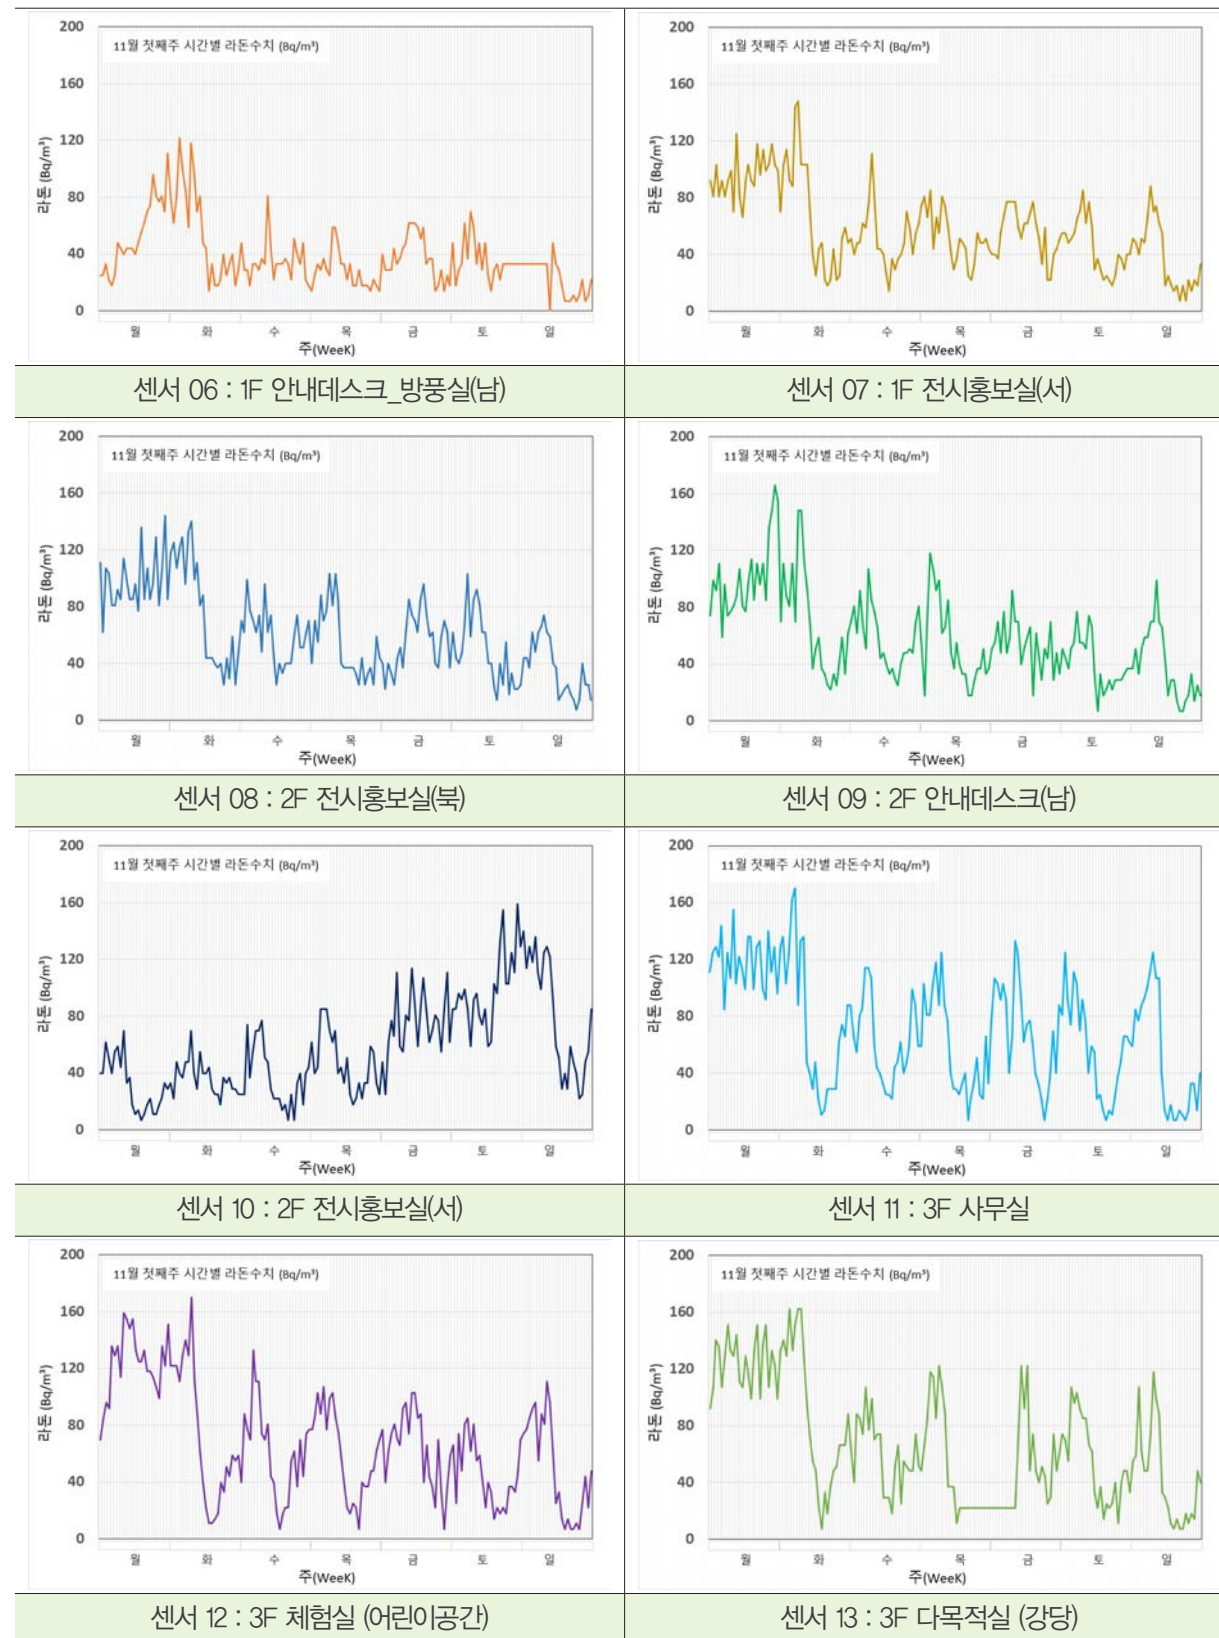 200
160
120
80
40
0
라돈 (Bq/m³)
11월 첫째주 시간별 라돈수치 (Bq/m³)
월 화 수 목 금 토 일
주(WeeK)
200
160
120
80
40
0
라돈 (Bq/m³)
11월 첫째주 시간별 라돈수치 (Bq/m³)
월 화 수 목 금 토 일
주(WeeK)
센서 06 : 1F 안내데스크_방풍실(남)
센서 07 : 1F 전시홍보실(서)
200
160
120
80
40
0
라돈 (Bq/m³)
11월 첫째주 시간별 라돈수치 (Bq/m³)
월 화 수 목 금 토 일
주(WeeK)
200
160
120
80
40
0
라돈 (Bq/m³)
11월 첫째주 시간별 라돈수치 (Bq/m³)
월 화 수 목 금 토 일
주(WeeK)
센서 08 : 2F 전시홍보실(북)
센서 09 : 2F 안내데스크(남)
200
160
120
80
40
0
라돈 (Bq/m³)
11월 첫째주 시간별 라돈수치 (Bq/m³)
월 화 수 목 금 토 일
주(WeeK)
200
160
120
80
40
0
라돈 (Bq/m³)
11월 첫째주 시간별 라돈수치 (Bq/m³)
월 화 수 목 금 토 일
주(WeeK)
센서 10 : 2F 전시홍보실(서)
센서 11 : 3F 사무실
200
160
120
80
40
0
라돈 (Bq/m³)
11월 첫째주 시간별 라돈수치 (Bq/m³)
월 화 수 목 금 토 일
주(WeeK)
200
160
120
80
40
0
라돈 (Bq/m³)
11월 첫째주 시간별 라돈수치 (Bq/m³)
월 화 수 목 금 토 일
주(WeeK)
센서 12 : 3F 체험실 (어린이공간)
센서 13 : 3F 다목적실 (강당)